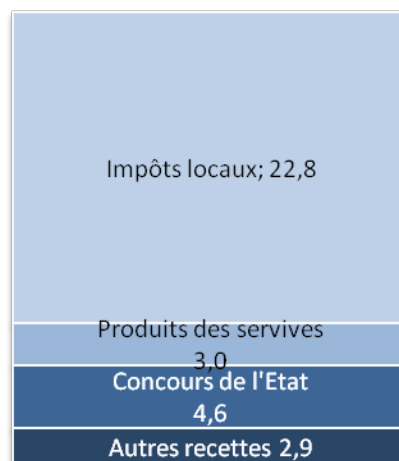 Impôts locaux; 22,8
Produits des servives
3,0
Concours de l'Etat
4,6
Autres recettes 2,9